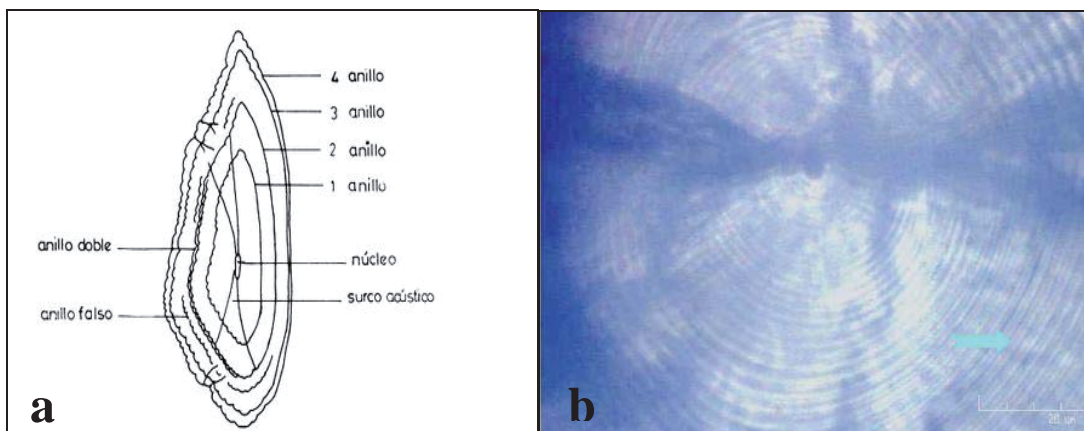 4 anillo
3 anillo
2 anillo
1 anillo
anillo doble
núcleo
surco acústico
anillo falso
a
b